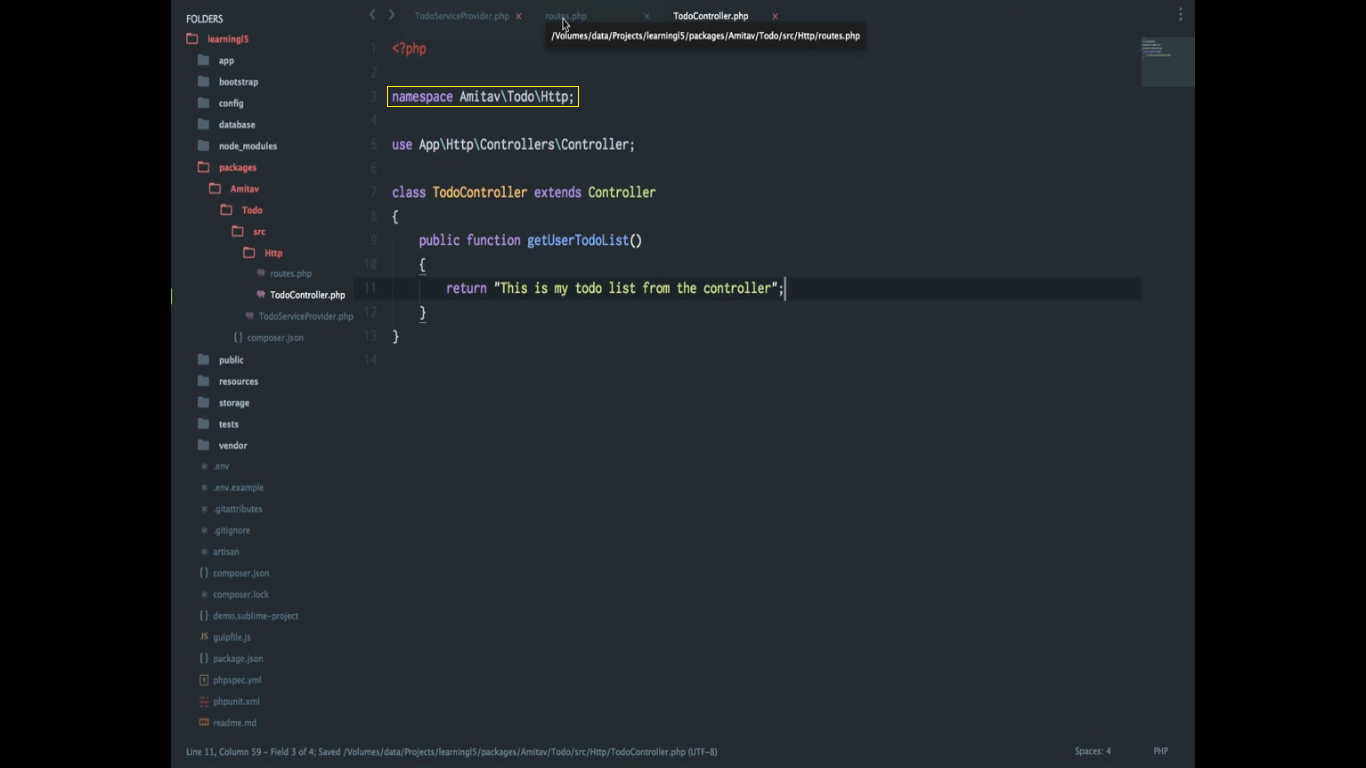 FOLDERS
learningl5
app
bootstrap
config
database
node_modules
packages
Amitav
Todo
src
Http
routes.php
TodoController.php
TodoServiceProvider.php
{} composer.json
public
resources
storage
tests
vendor
.env
.env.example
.gitattributes
.gitignore
artisan
{} composer.json
composer.lock
{} demo.sublime-project
JS gulpfile.js
{} package.json
phpspec.yml
phpunit.xml
readme.md
TodoServiceProvider.php × routes.php × TodoController.php ×
/Volumes/data/Projects/learningl5/packages/Amitav/Todo/src/Http/routes.php
1 <?php
2
3 namespace Amitav\Todo\Http;
4
5 use App\Http\Controllers\Controller;
6
7 class TodoController extends Controller
8 {
9 public function getUserTodoList()
10 {
11 return "This is my todo list from the controller";
12 }
13 }
14
Line 11, Column 59 – Field 3 of 4; Saved /Volumes/data/Projects/learningl5/packages/Amitav/Todo/src/Http/TodoController.php (UTF-8) Spaces: 4 PHP